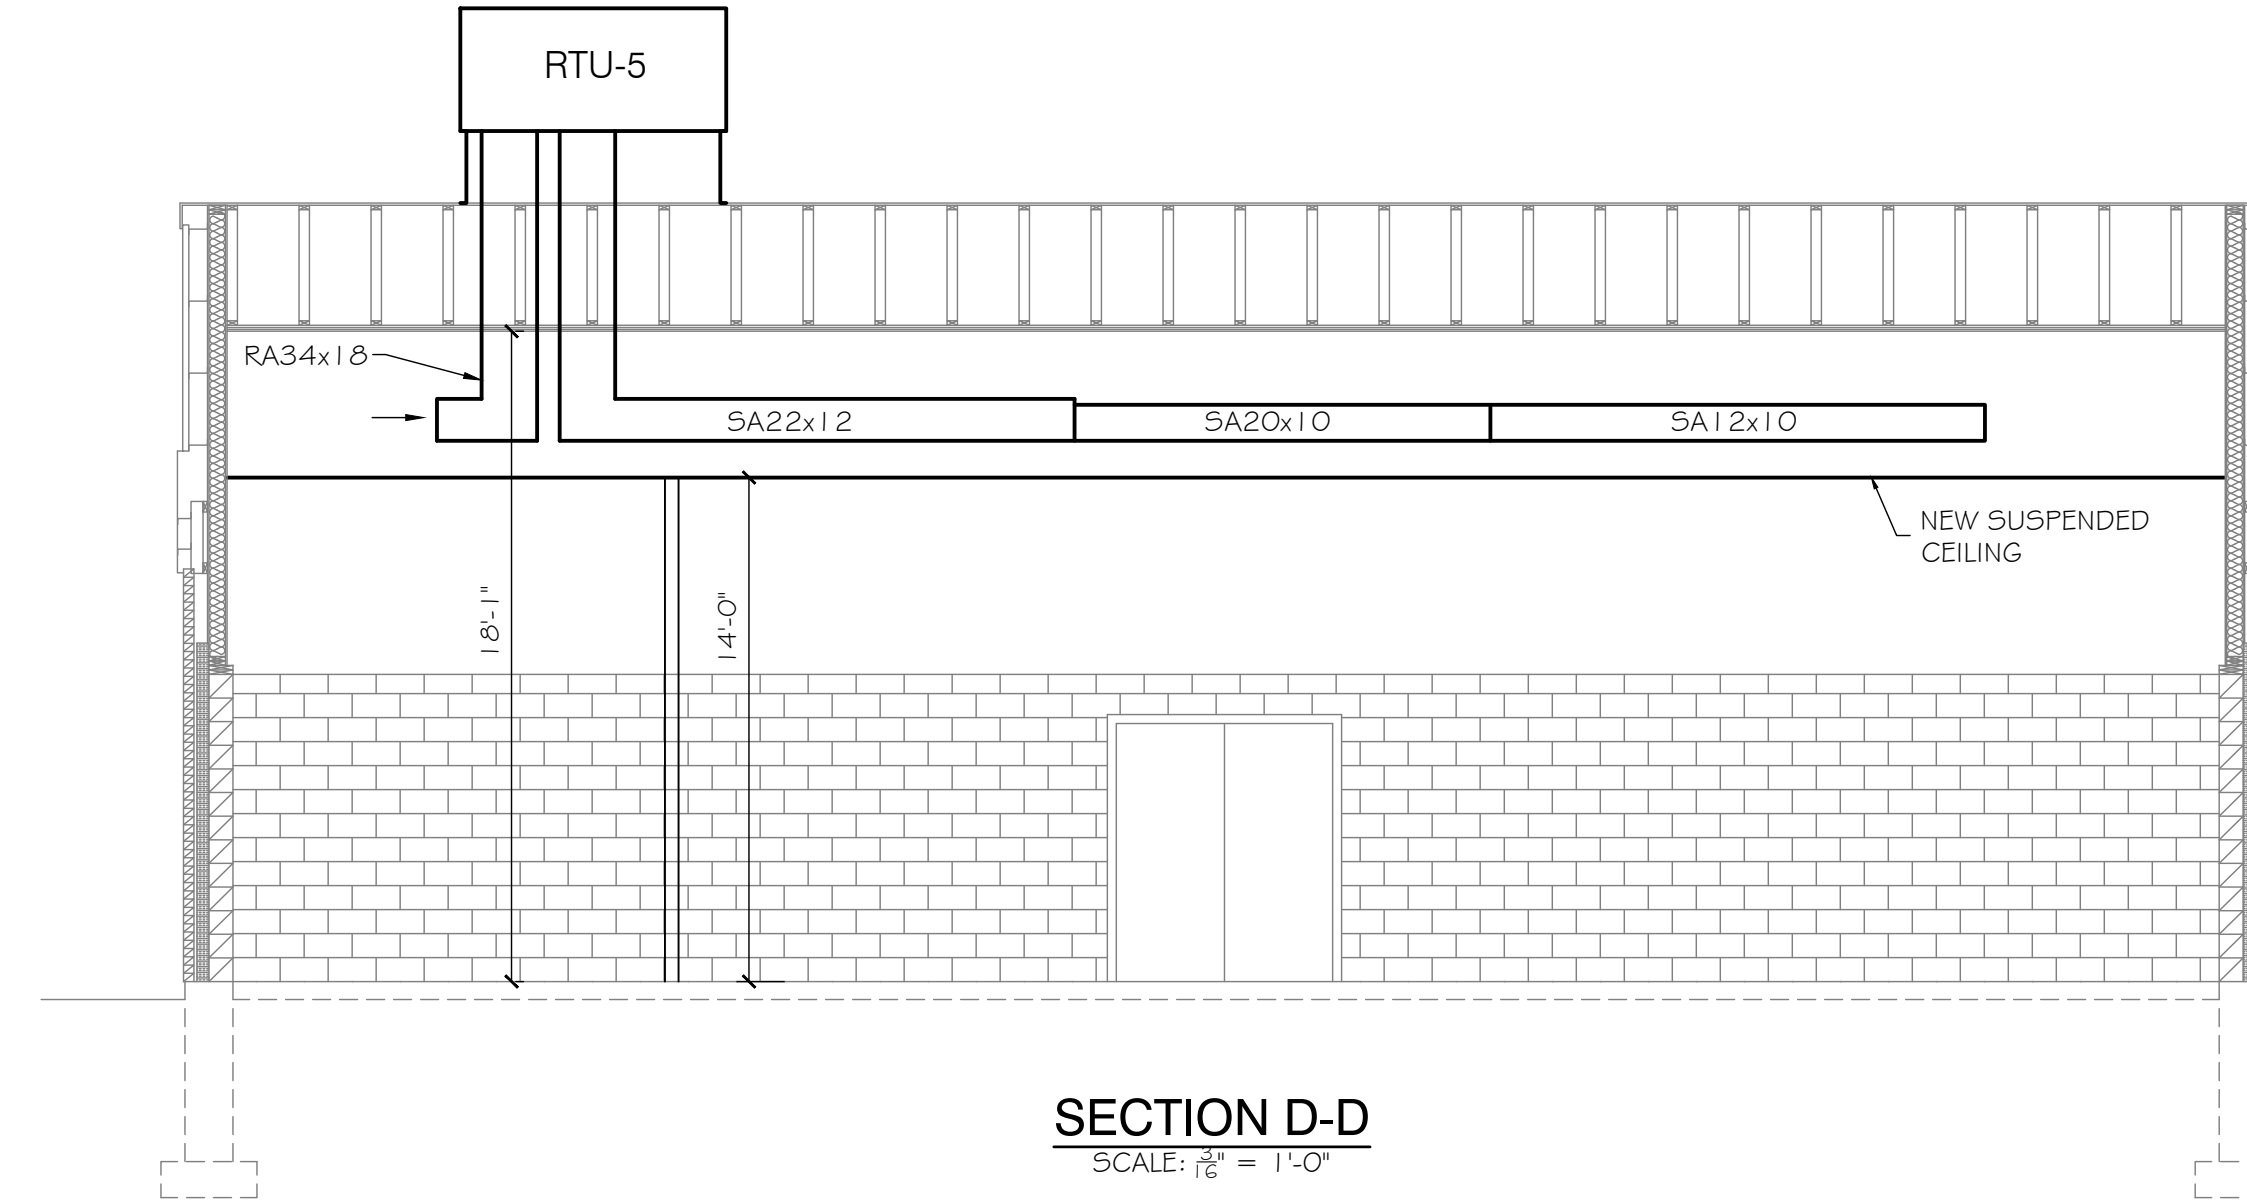 RTU-5
RA34x18
SA22x12
SA20x10
SA12x10
NEW SUSPENDED
CEILING
18'-1"
14'-0"
SECTION D-D
SCALE: 3/16" = 1'-0"